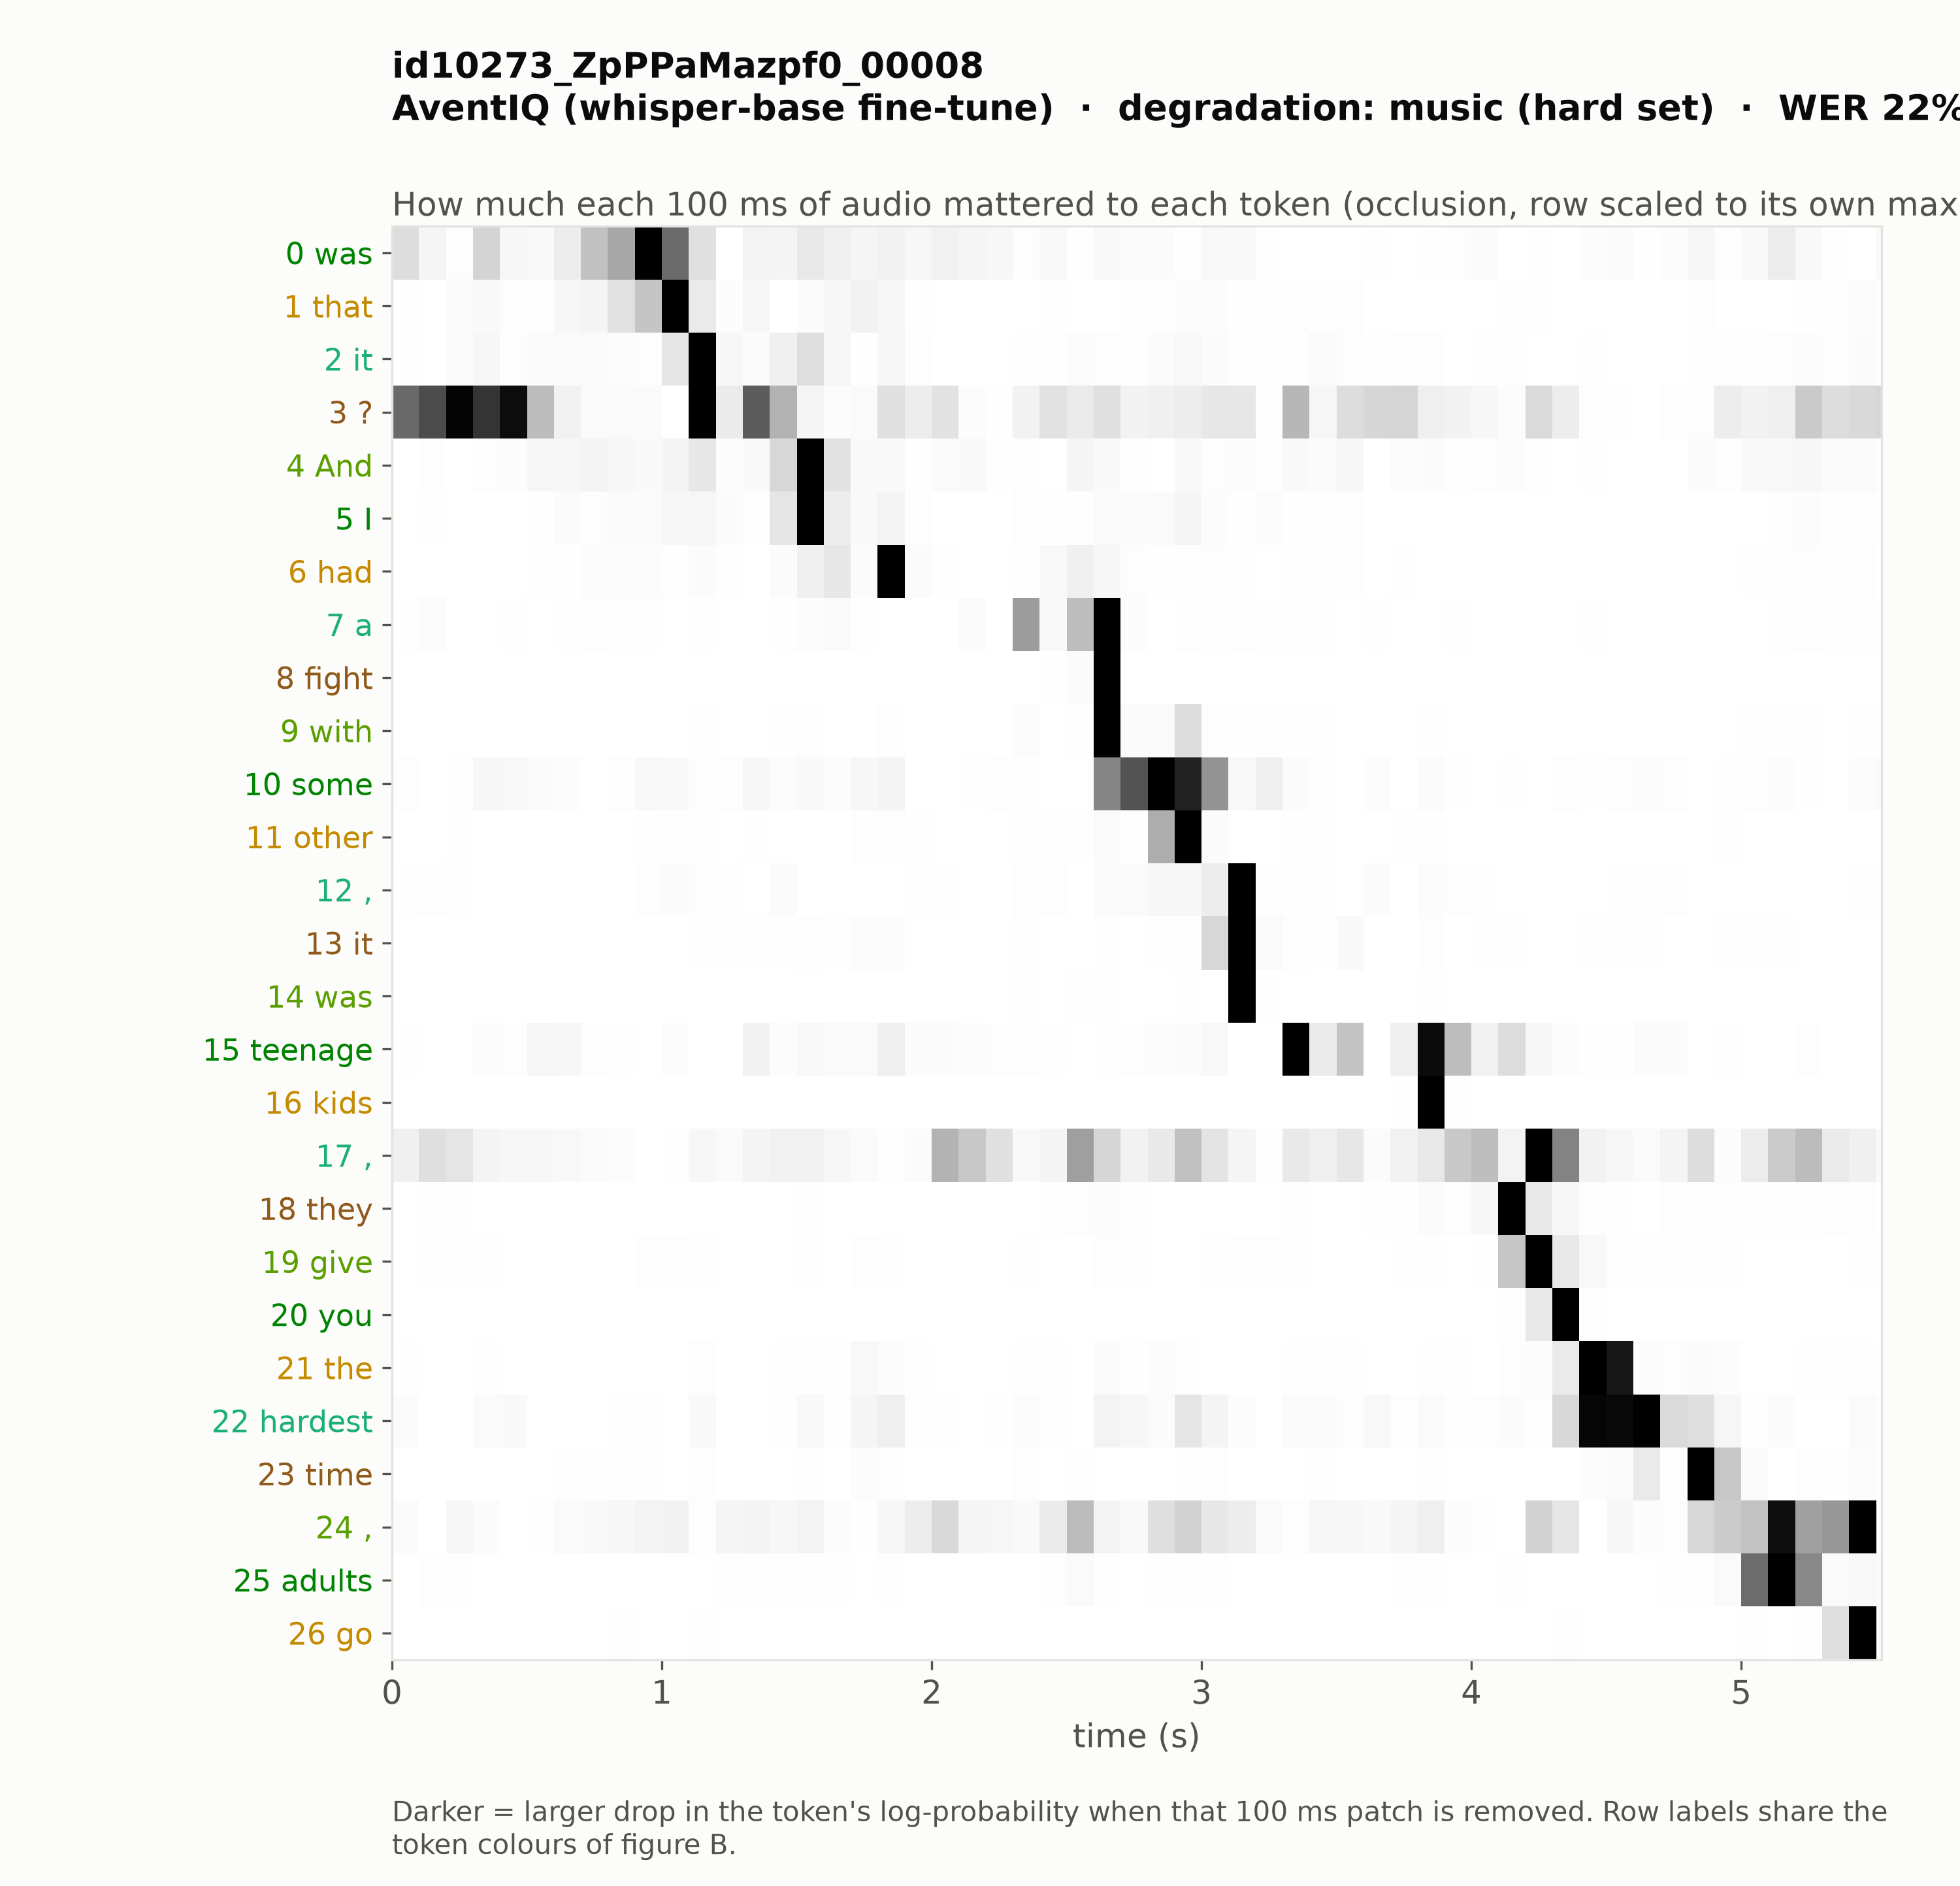 id10273_ZpPPaMazpf0_00008
AventIQ (whisper-base fine-tune) · degradation: music (hard set) · WER 22%
How much each 100 ms of audio mattered to each token (occlusion, row scaled to its own max
0 was
1 that
2 it
3 ?
4 And
5 I
6 had
7 a
8 fight
9 with
10 some
11 other
12 ,
13 it
14 was
15 teenage
16 kids
17 ,
18 they
19 give
20 you
21 the
22 hardest
23 time
24 ,
25 adults
26 go
0 1 2 3 4 5
time (s)
Darker = larger drop in the token's log-probability when that 100 ms patch is removed. Row labels share the
token colours of figure B.